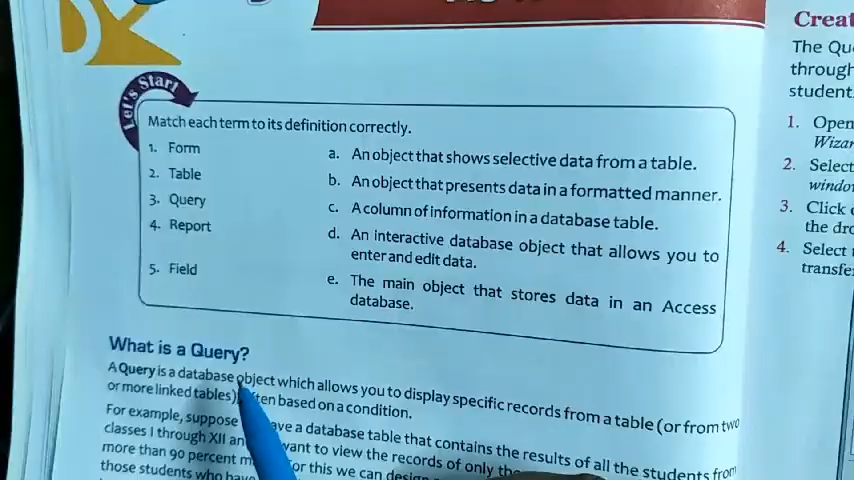 Let's Start
Match each term to its definition correctly.
1. Form
2. Table
3. Query
4. Report
5. Field
a. An object that shows selective data from a table.
b. An object that presents data in a formatted manner.
c. A column of information in a database table.
d. An interactive database object that allows you to
enter and edit data.
e. The main object that stores data in an Access
database.
What is a Query?
A Query is a database object which allows you to display specific records from a table (or from two
or more linked tables) often based on a condition.
For example, suppose have a database table that contains the results of all the students from
classes I through XII an want to view the records of only the
more than 90 percent m or this we can design
those students who have
Creat
The Qu
through
student
1. Open
Wizar
2. Select
windo
3. Click
the dro
4. Select
transfe